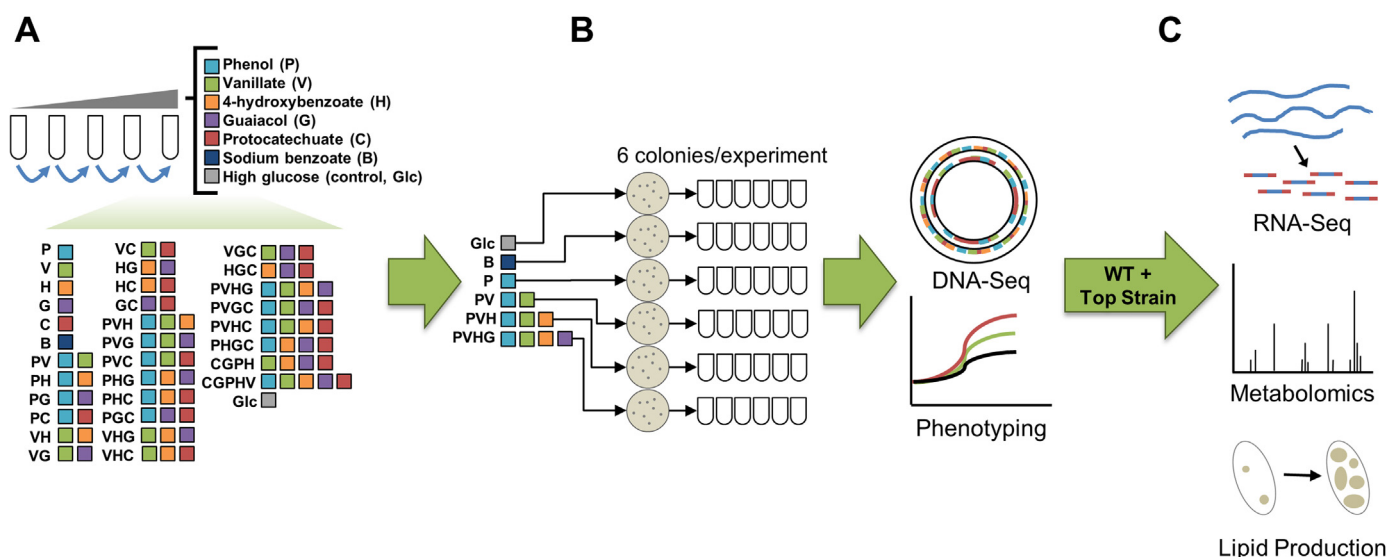 A
B
C
Phenol (P)
Vanillate (V)
4-hydroxybenzoate (H)
Guaiacol (G)
Protocatechuate (C)
Sodium benzoate (B)
High glucose (control, Glc)
P
V
H
G
C
B
PV
PH
PG
PC
VH
VG
VC
HG
HC
GC
PVH
PVG
PVC
PHG
PHC
PGC
VHG
VHC
VGC
HGC
PVHG
PVGC
PVHC
PHGC
CGPH
CGPHV
Glc
6 colonies/experiment
Glc
B
P
PV
PVH
PVHG
DNA-Seq
Phenotyping
WT +
Top Strain
RNA-Seq
Metabolomics
Lipid Production